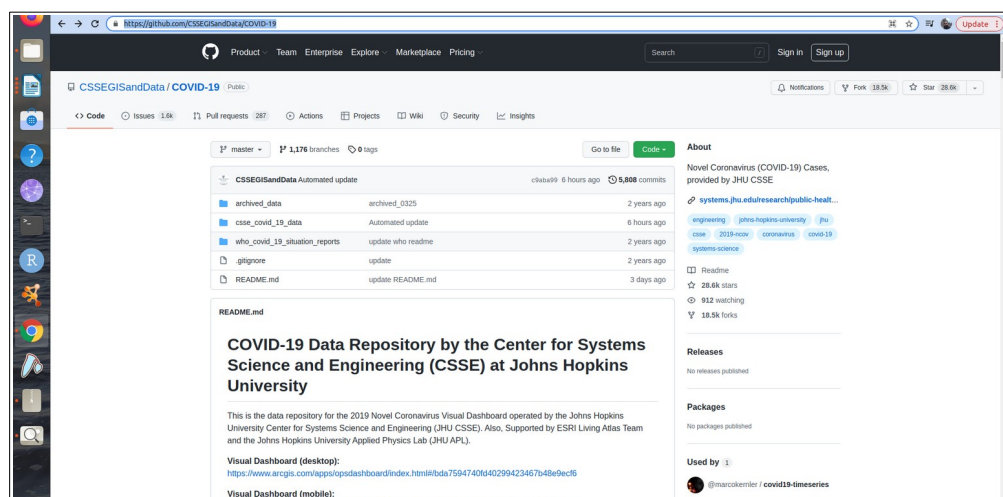 https://github.com/CSSEGISandData/COVID-19
Update
Product Team Enterprise Explore Marketplace Pricing
Search /
Sign in Sign up
CSSEGISandData / COVID-19 Public
Notifications Fork 18.5k Star 28.6k
Code Issues 1.6k Pull requests 287 Actions Projects Wiki Security Insights
master 1,176 branches 0 tags Go to file Code
CSSEGISandData Automated update c9aba99 6 hours ago 5,808 commits
archived_data archived_0325 2 years ago
csse_covid_19_data Automated update 6 hours ago
who_covid_19_situation_reports update who readme 2 years ago
.gitignore update 2 years ago
README.md update README.md 3 days ago
README.md
COVID-19 Data Repository by the Center for Systems
Science and Engineering (CSSE) at Johns Hopkins
University
This is the data repository for the 2019 Novel Coronavirus Visual Dashboard operated by the Johns Hopkins
University Center for Systems Science and Engineering (JHU CSSE). Also, Supported by ESRI Living Atlas Team
and the Johns Hopkins University Applied Physics Lab (JHU APL).
Visual Dashboard (desktop):
https://www.arcgis.com/apps/opsdashboard/index.html#/bda7594740fd40299423467b48e9ecf6
Visual Dashboard (mobile):
About
Novel Coronavirus (COVID-19) Cases,
provided by JHU CSSE
systems.jhu.edu/research/public-healt...
engineering johns-hopkins-university jhu
csse 2019-ncov coronavirus covid-19
systems-science
Readme
28.6k stars
912 watching
18.5k forks
Releases
No releases published
Packages
No packages published
Used by 1
@marcokernler / covid19-timeseries